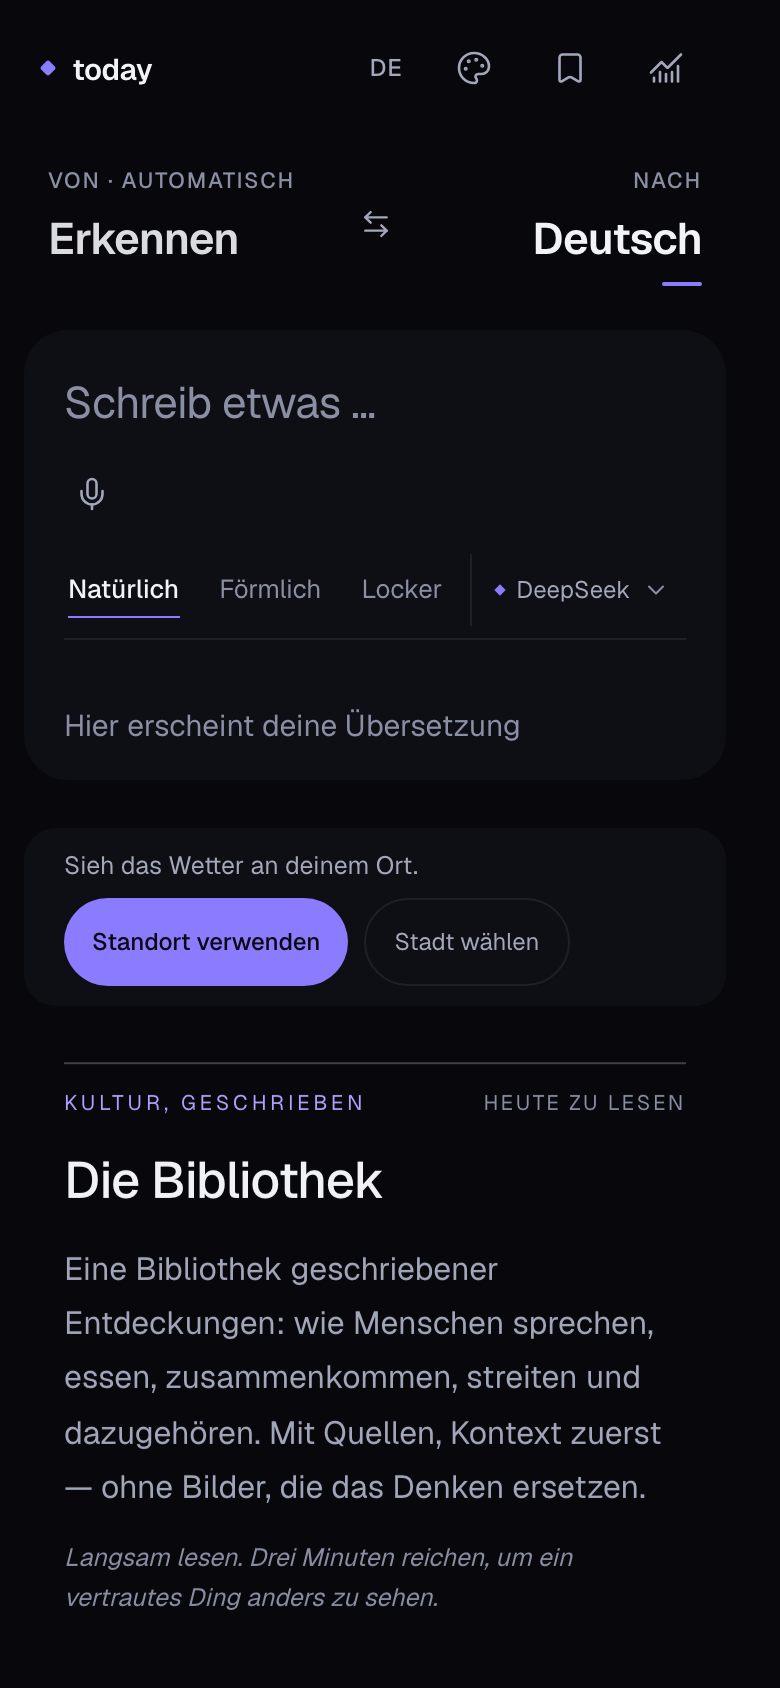 today
DE
VON · AUTOMATISCH
NACH
Erkennen
Deutsch
Schreib etwas ...
Natürlich
Förmlich
Locker
DeepSeek
Hier erscheint deine Übersetzung
Sieh das Wetter an deinem Ort.
Standort verwenden
Stadt wählen
KULTUR, GESCHRIEBEN
HEUTE ZU LESEN
Die Bibliothek
Eine Bibliothek geschriebener
Entdeckungen: wie Menschen sprechen,
essen, zusammenkommen, streiten und
dazugehören. Mit Quellen, Kontext zuerst
— ohne Bilder, die das Denken ersetzen.
Langsam lesen. Drei Minuten reichen, um ein
vertrautes Ding anders zu sehen.